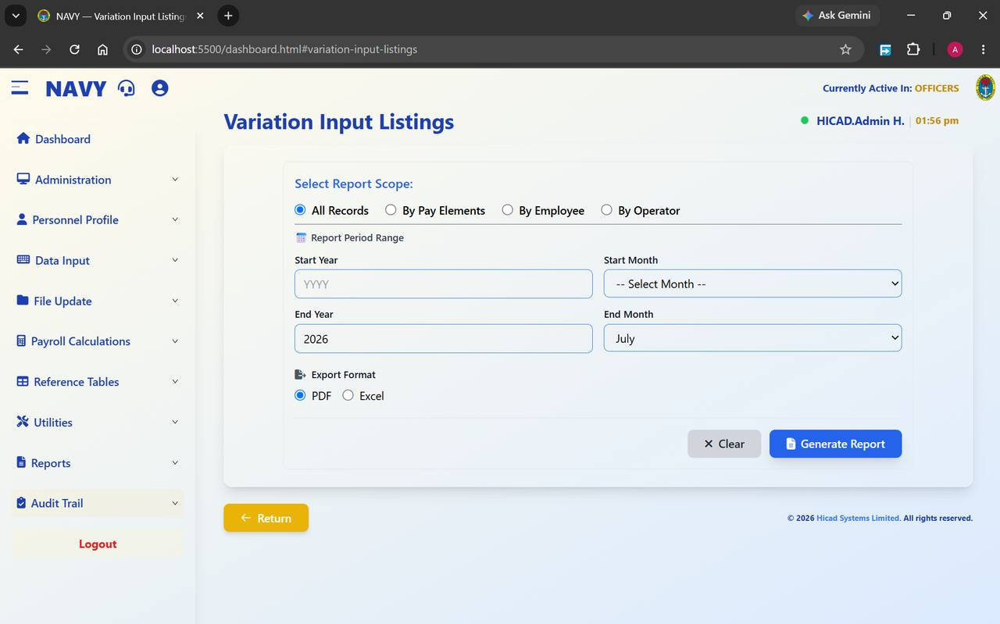 NAVY — Variation Input Listings
Ask Gemini
localhost:5500/dashboard.html#variation-input-listings
A
NAVY
Currently Active In: OFFICERS
Variation Input Listings
HICAD.Admin H. | 01:56 pm
Dashboard
Administration
Personnel Profile
Data Input
File Update
Payroll Calculations
Reference Tables
Utilities
Reports
Audit Trail
Logout
Select Report Scope:
All Records By Pay Elements By Employee By Operator
Report Period Range
Start Year Start Month
YYYY -- Select Month --
End Year End Month
2026 July
Export Format
PDF Excel
Clear Generate Report
Return
© 2026 Hicad Systems Limited. All rights reserved.